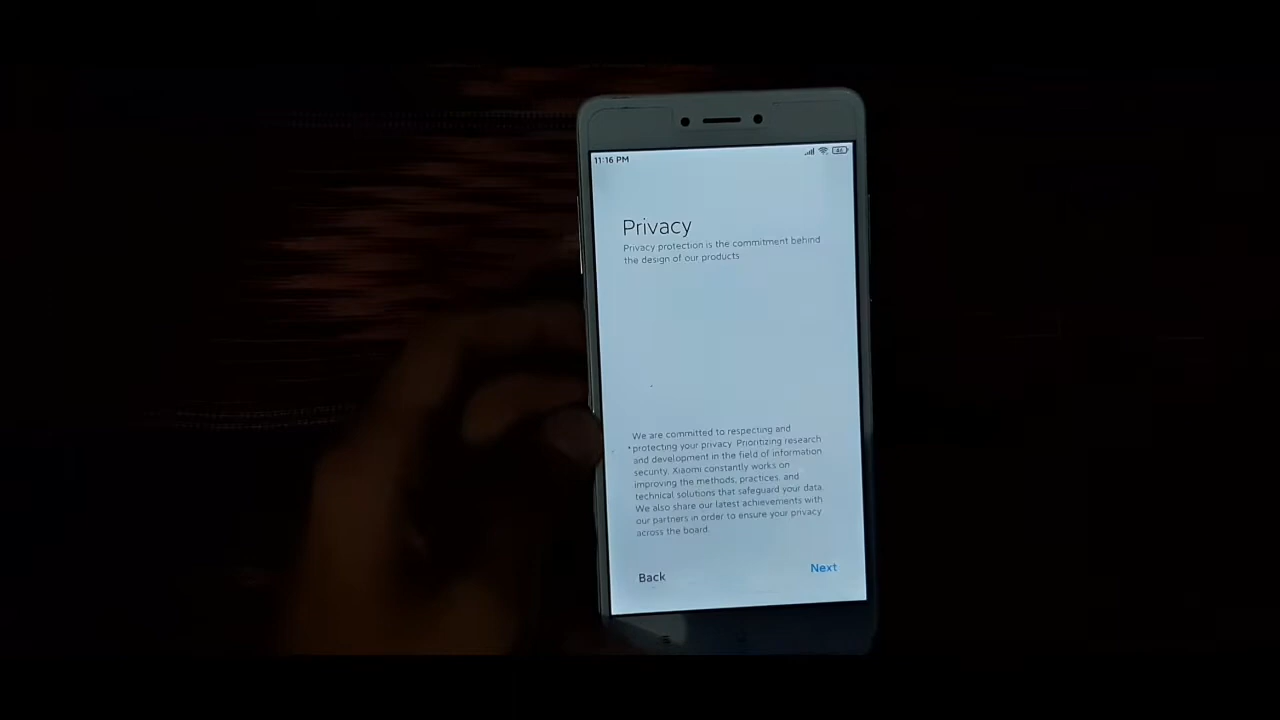 11:16 PM
Privacy
Privacy protection is the commitment behind
the design of our products
We are committed to respecting and
protecting your privacy. Prioritizing research
and development in the field of information
security, Xiaomi constantly works on
improving the methods, practices, and
technical solutions that safeguard your data.
We also share our latest achievements with
our partners in order to ensure your privacy
across the board.
Back
Next